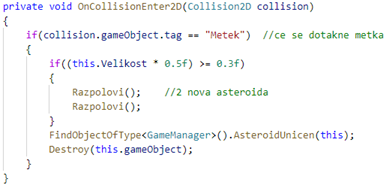 private void OnCollisionEnter2D(Collision2D collision)
{
    if(collision.gameObject.tag == "Metek")  //ce se dotakne metka
    {
        if((this.Velikost * 0.5f) >= 0.3f)
        {
            Razpolovi();    //2 nova asteroida
            Razpolovi();
        }
        FindObjectOfType<GameManager>().AsteroidUnicen(this);
        Destroy(this.gameObject);
    }
}